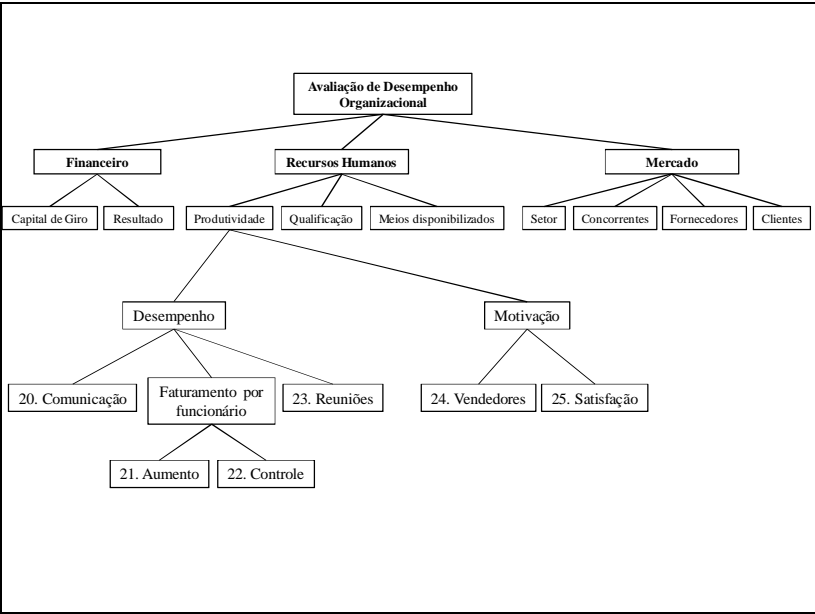 Avaliação de Desempenho
Organizacional
Financeiro
Recursos Humanos
Mercado
Capital de Giro
Resultado
Produtividade
Qualificação
Meios disponibilizados
Setor
Concorrentes
Fornecedores
Clientes
Desempenho
Motivação
20. Comunicação
Faturamento por
funcionário
23. Reuniões
24. Vendedores
25. Satisfação
21. Aumento
22. Controle